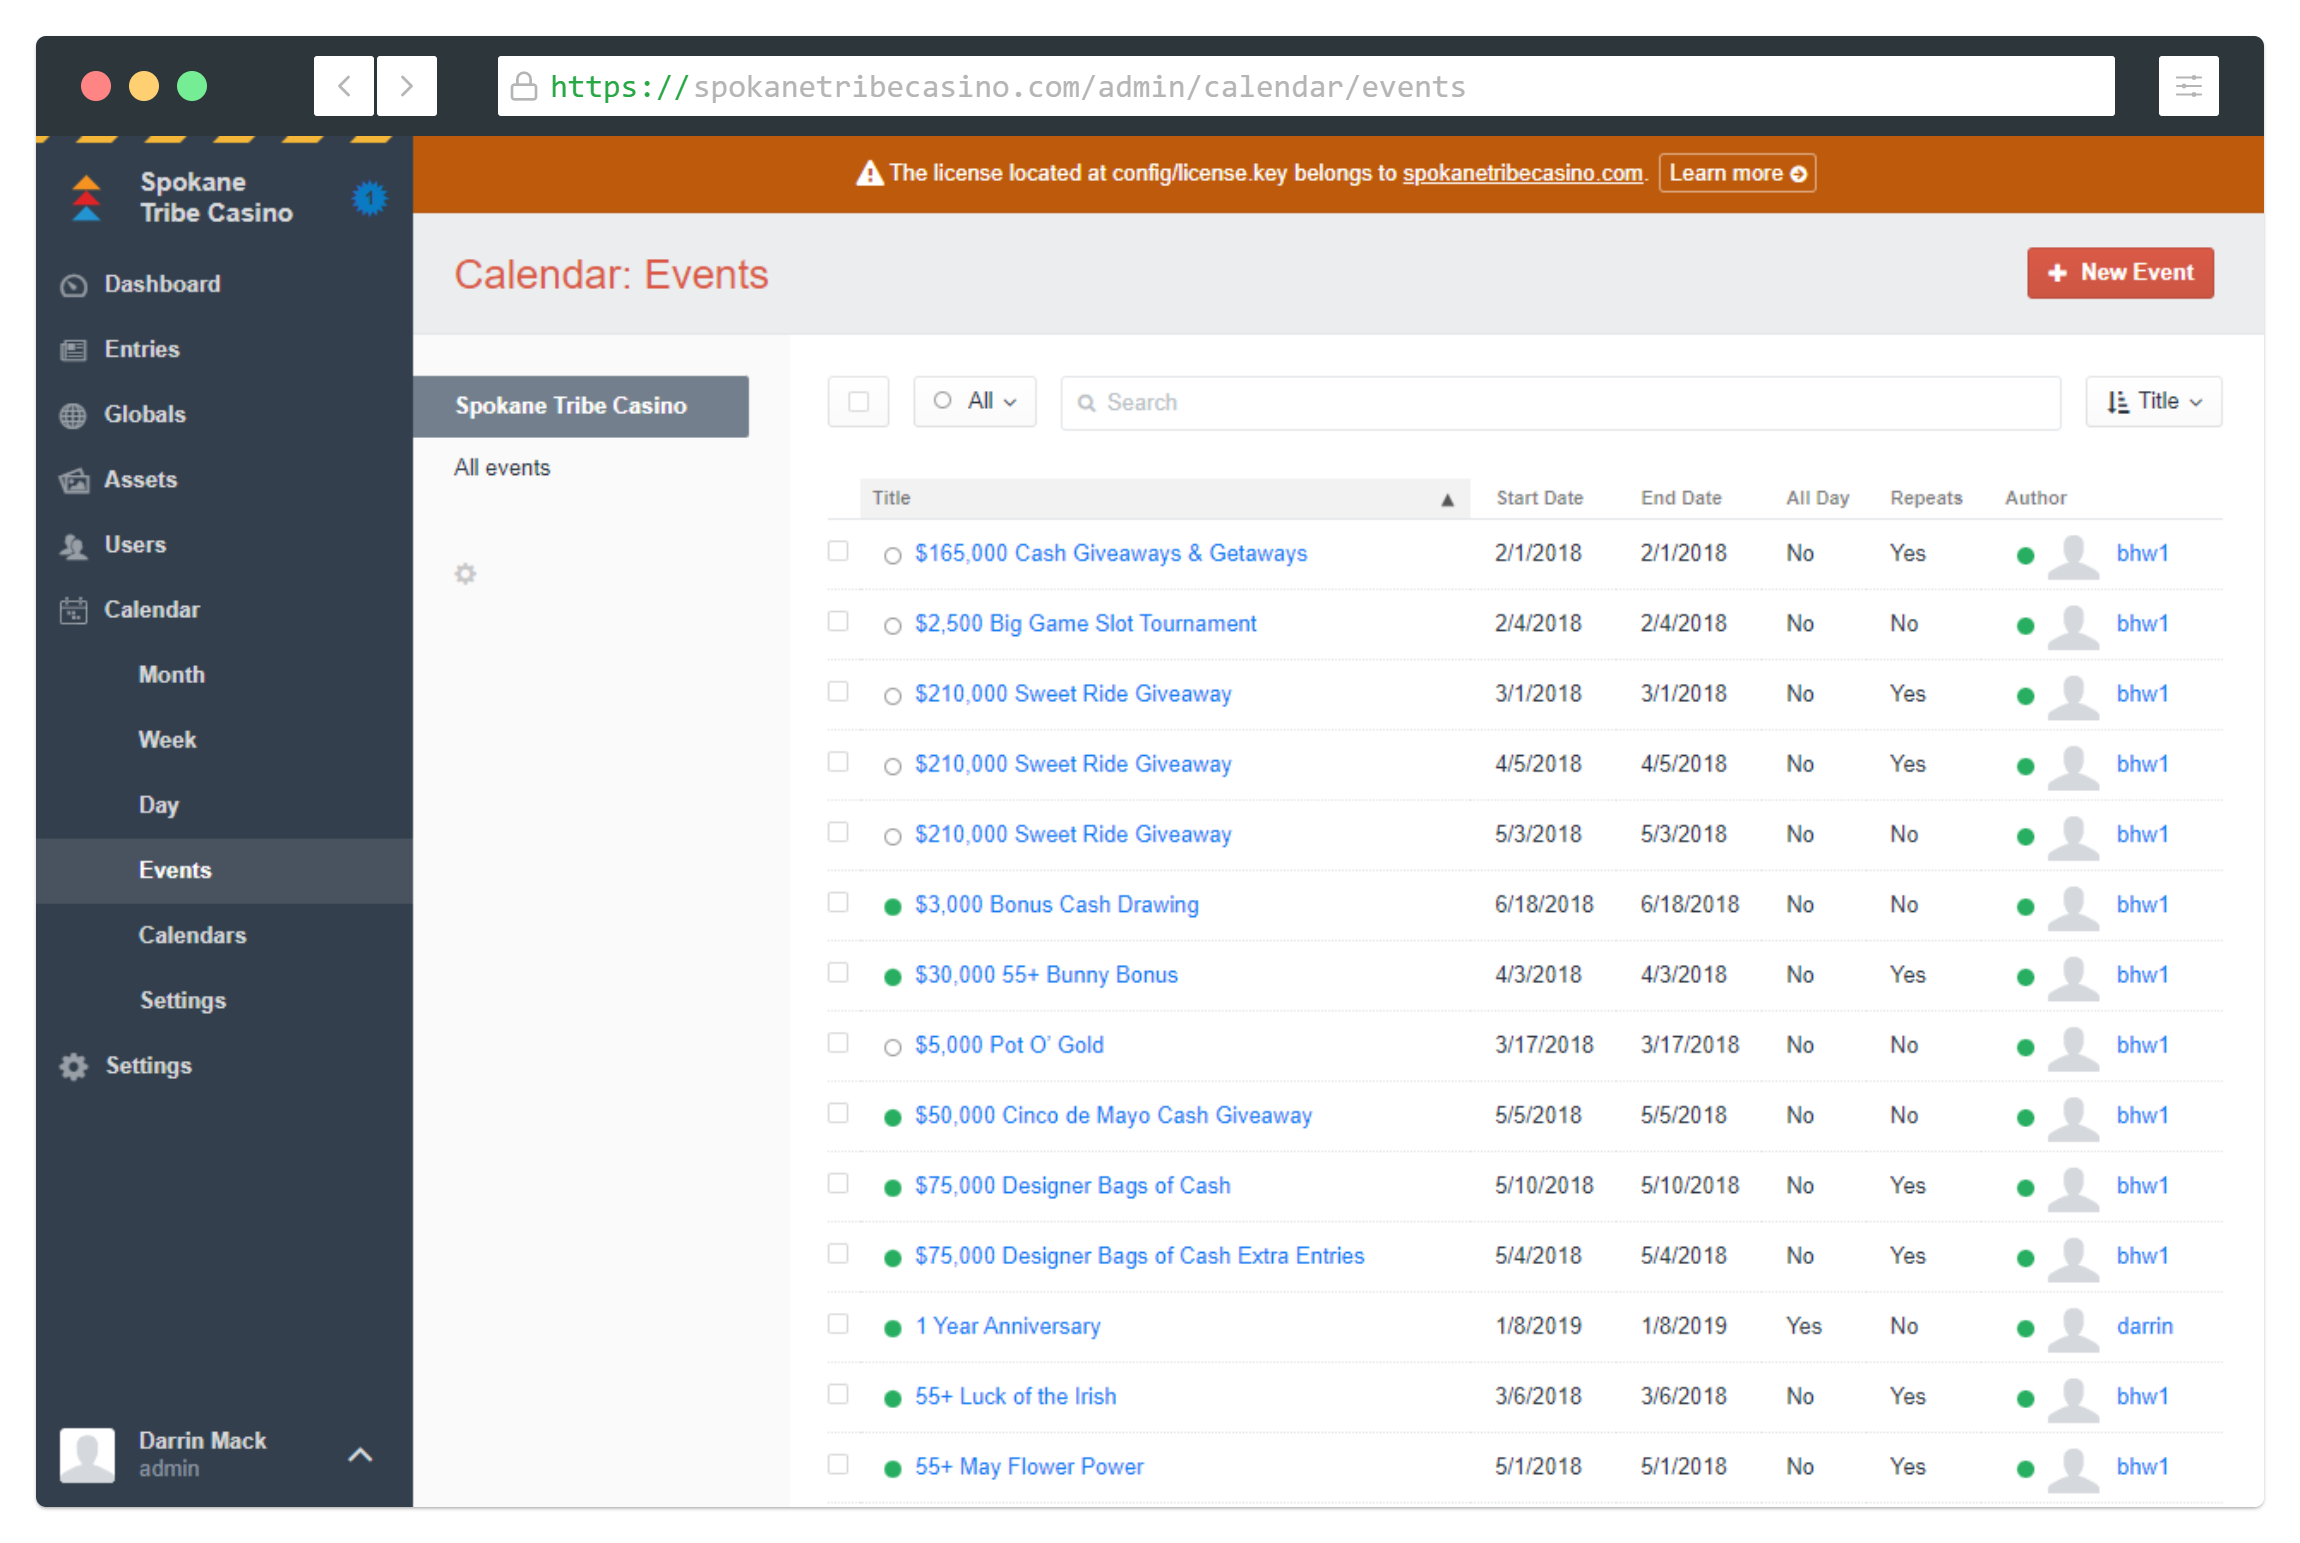 https://spokanetribecasino.com/admin/calendar/events
Spokane
Tribe Casino
1
Dashboard
Entries
Globals
Assets
Users
Calendar
Month
Week
Day
Events
Calendars
Settings
Settings
Darrin Mack
admin
The license located at config/license.key belongs to spokanetribecasino.com. Learn more
Calendar: Events
+ New Event
Spokane Tribe Casino
All events
All Search Title
Title Start Date End Date All Day Repeats Author
$165,000 Cash Giveaways & Getaways 2/1/2018 2/1/2018 No Yes bhw1
$2,500 Big Game Slot Tournament 2/4/2018 2/4/2018 No No bhw1
$210,000 Sweet Ride Giveaway 3/1/2018 3/1/2018 No Yes bhw1
$210,000 Sweet Ride Giveaway 4/5/2018 4/5/2018 No Yes bhw1
$210,000 Sweet Ride Giveaway 5/3/2018 5/3/2018 No No bhw1
$3,000 Bonus Cash Drawing 6/18/2018 6/18/2018 No No bhw1
$30,000 55+ Bunny Bonus 4/3/2018 4/3/2018 No Yes bhw1
$5,000 Pot O’ Gold 3/17/2018 3/17/2018 No No bhw1
$50,000 Cinco de Mayo Cash Giveaway 5/5/2018 5/5/2018 No No bhw1
$75,000 Designer Bags of Cash 5/10/2018 5/10/2018 No Yes bhw1
$75,000 Designer Bags of Cash Extra Entries 5/4/2018 5/4/2018 No Yes bhw1
1 Year Anniversary 1/8/2019 1/8/2019 Yes No darrin
55+ Luck of the Irish 3/6/2018 3/6/2018 No Yes bhw1
55+ May Flower Power 5/1/2018 5/1/2018 No Yes bhw1